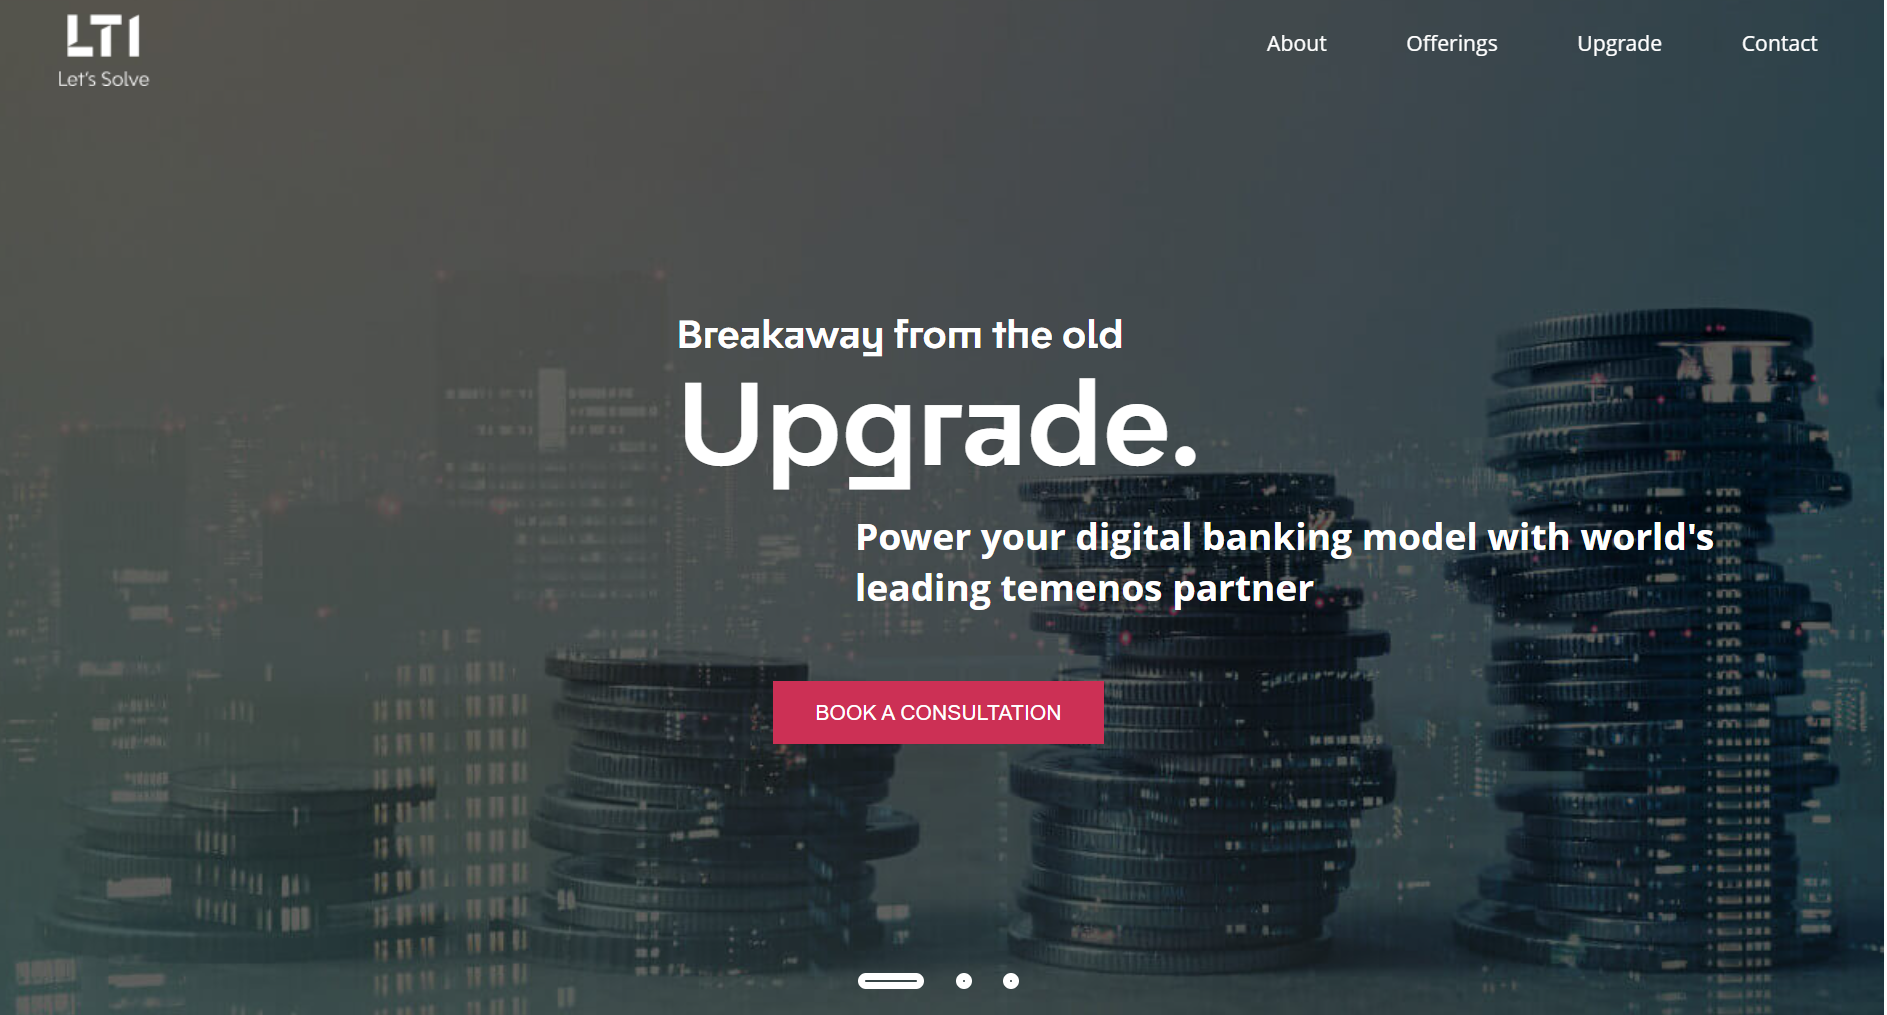 LTI
Let's Solve
About
Offerings
Upgrade
Contact
Breakaway from the old
Upgrade.
Power your digital banking model with world's
leading temenos partner
BOOK A CONSULTATION